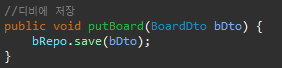 //디비에 저장
public void putBoard(BoardDto bDto) {
    bRepo.save(bDto);
}